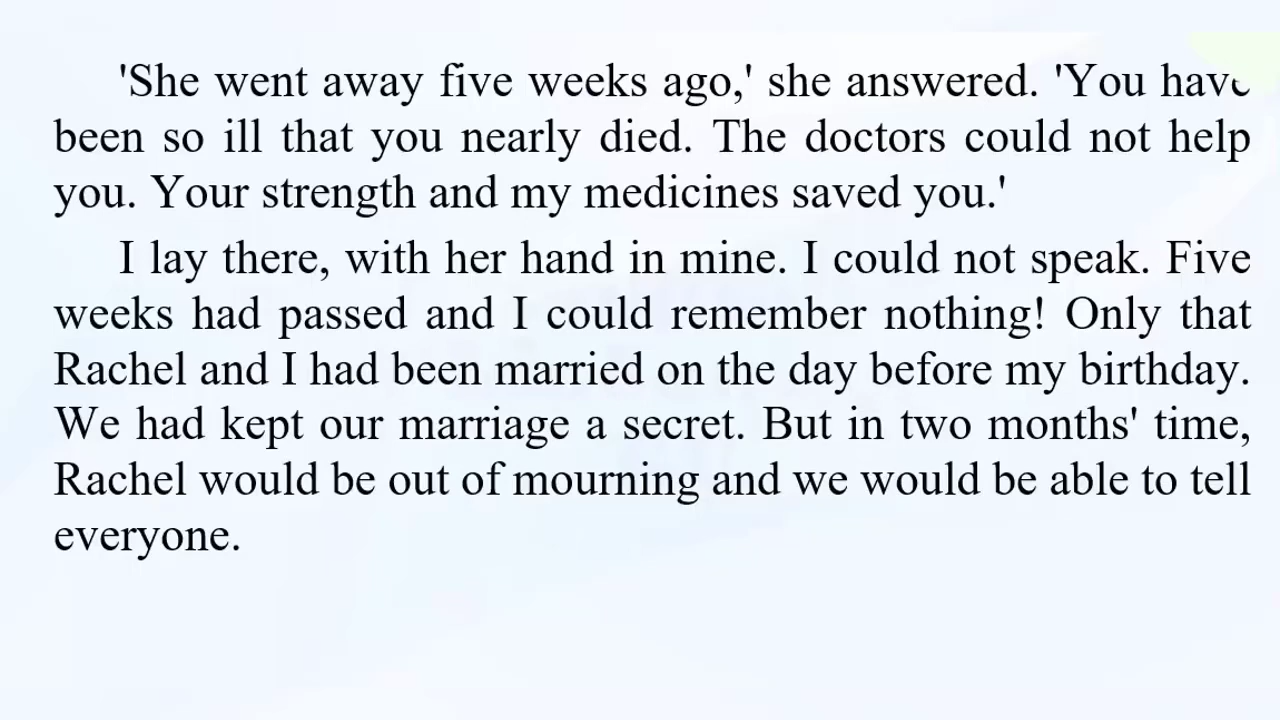 'She went away five weeks ago,' she answered. 'You have
been so ill that you nearly died. The doctors could not help
you. Your strength and my medicines saved you.'
I lay there, with her hand in mine. I could not speak. Five
weeks had passed and I could remember nothing! Only that
Rachel and I had been married on the day before my birthday.
We had kept our marriage a secret. But in two months' time,
Rachel would be out of mourning and we would be able to tell
everyone.